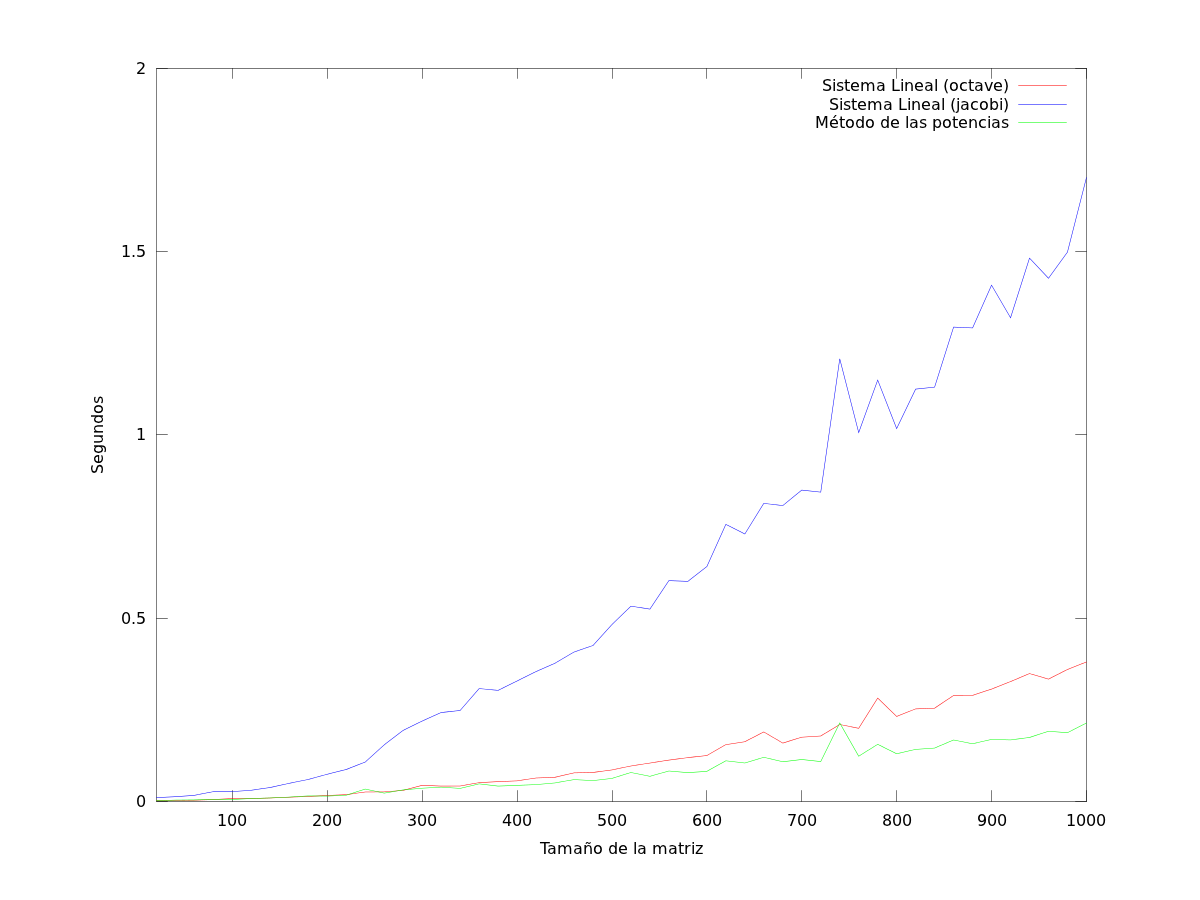 2
Sistema Lineal (octave)
Sistema Lineal (jacobi)
Método de las potencias
1.5
1
Segundos
0.5
0
100 200 300 400 500 600 700 800 900 1000
Tamaño de la matriz